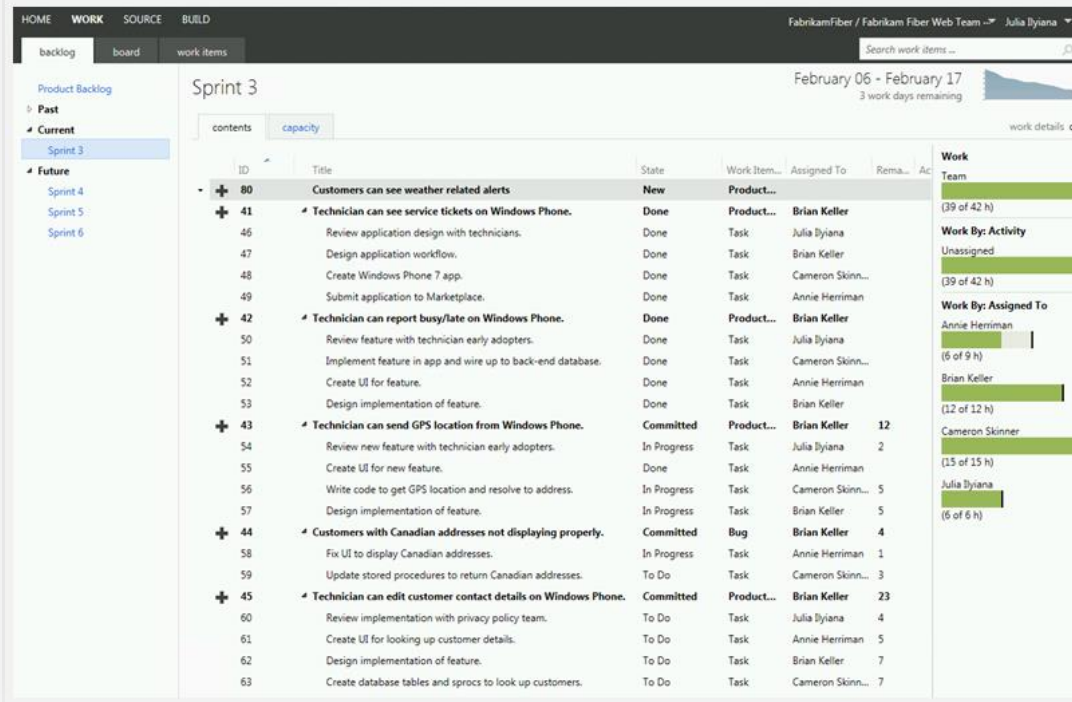 HOME WORK SOURCE BUILD
FabrikamFiber / Fabrikam Fiber Web Team Julia Ilyiana
backlog board work items
Search work items ...
Product Backlog
Past
Current
Sprint 3
Future
Sprint 4
Sprint 5
Sprint 6
Sprint 3
February 06 - February 17
3 work days remaining
contents capacity
work details
ID Title State Work Item... Assigned To Rema... Ac
80 Customers can see weather related alerts New Product...
41 Technician can see service tickets on Windows Phone. Done Product... Brian Keller
46 Review application design with technicians. Done Task Julia Ilyiana
47 Design application workflow. Done Task Brian Keller
48 Create Windows Phone 7 app. Done Task Cameron Skinn...
49 Submit application to Marketplace. Done Task Annie Herriman
42 Technician can report busy/late on Windows Phone. Done Product... Brian Keller
50 Review feature with technician early adopters. Done Task Julia Ilyiana
51 Implement feature in app and wire up to back-end database. Done Task Cameron Skinn...
52 Create UI for feature. Done Task Annie Herriman
53 Design implementation of feature. Done Task Brian Keller
43 Technician can send GPS location from Windows Phone. Committed Product... Brian Keller 12
54 Review new feature with technician early adopters. In Progress Task Julia Ilyiana 2
55 Create UI for new feature. Done Task Annie Herriman
56 Write code to get GPS location and resolve to address. In Progress Task Cameron Skinn... 5
57 Design implementation of feature. In Progress Task Brian Keller 5
44 Customers with Canadian addresses not displaying properly. Committed Bug Brian Keller 4
58 Fix UI to display Canadian addresses. In Progress Task Annie Herriman 1
59 Update stored procedures to return Canadian addresses. To Do Task Cameron Skinn... 3
45 Technician can edit customer contact details on Windows Phone. Committed Product... Brian Keller 23
60 Review implementation with privacy policy team. To Do Task Julia Ilyiana 4
61 Create UI for looking up customer details. To Do Task Annie Herriman 5
62 Design implementation of feature. To Do Task Brian Keller 7
63 Create database tables and sprocs to look up customers. To Do Task Cameron Skinn... 7
Work
Team
(39 of 42 h)
Work By: Activity
Unassigned
(39 of 42 h)
Work By: Assigned To
Annie Herriman
(6 of 9 h)
Brian Keller
(12 of 12 h)
Cameron Skinner
(15 of 15 h)
Julia Ilyiana
(6 of 6 h)